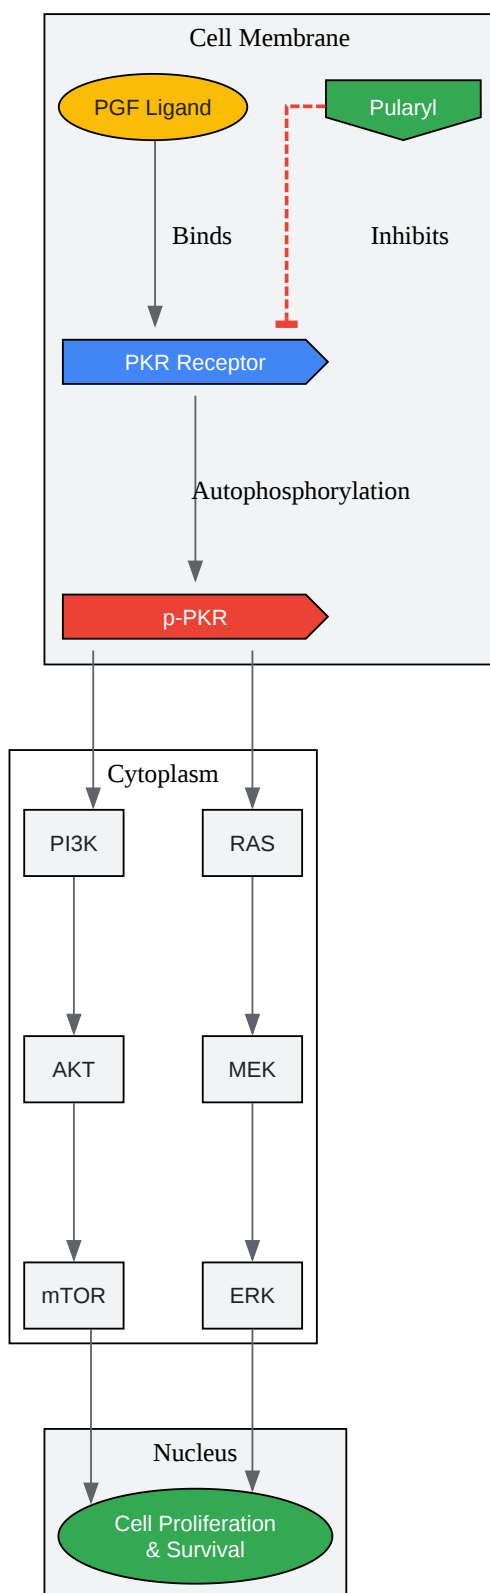 Cell Membrane
PGF Ligand
Pularyl
Binds
Inhibits
PKR Receptor
Autophosphorylation
p-PKR
Cytoplasm
PI3K
RAS
AKT
MEK
mTOR
ERK
Nucleus
Cell Proliferation
& Survival